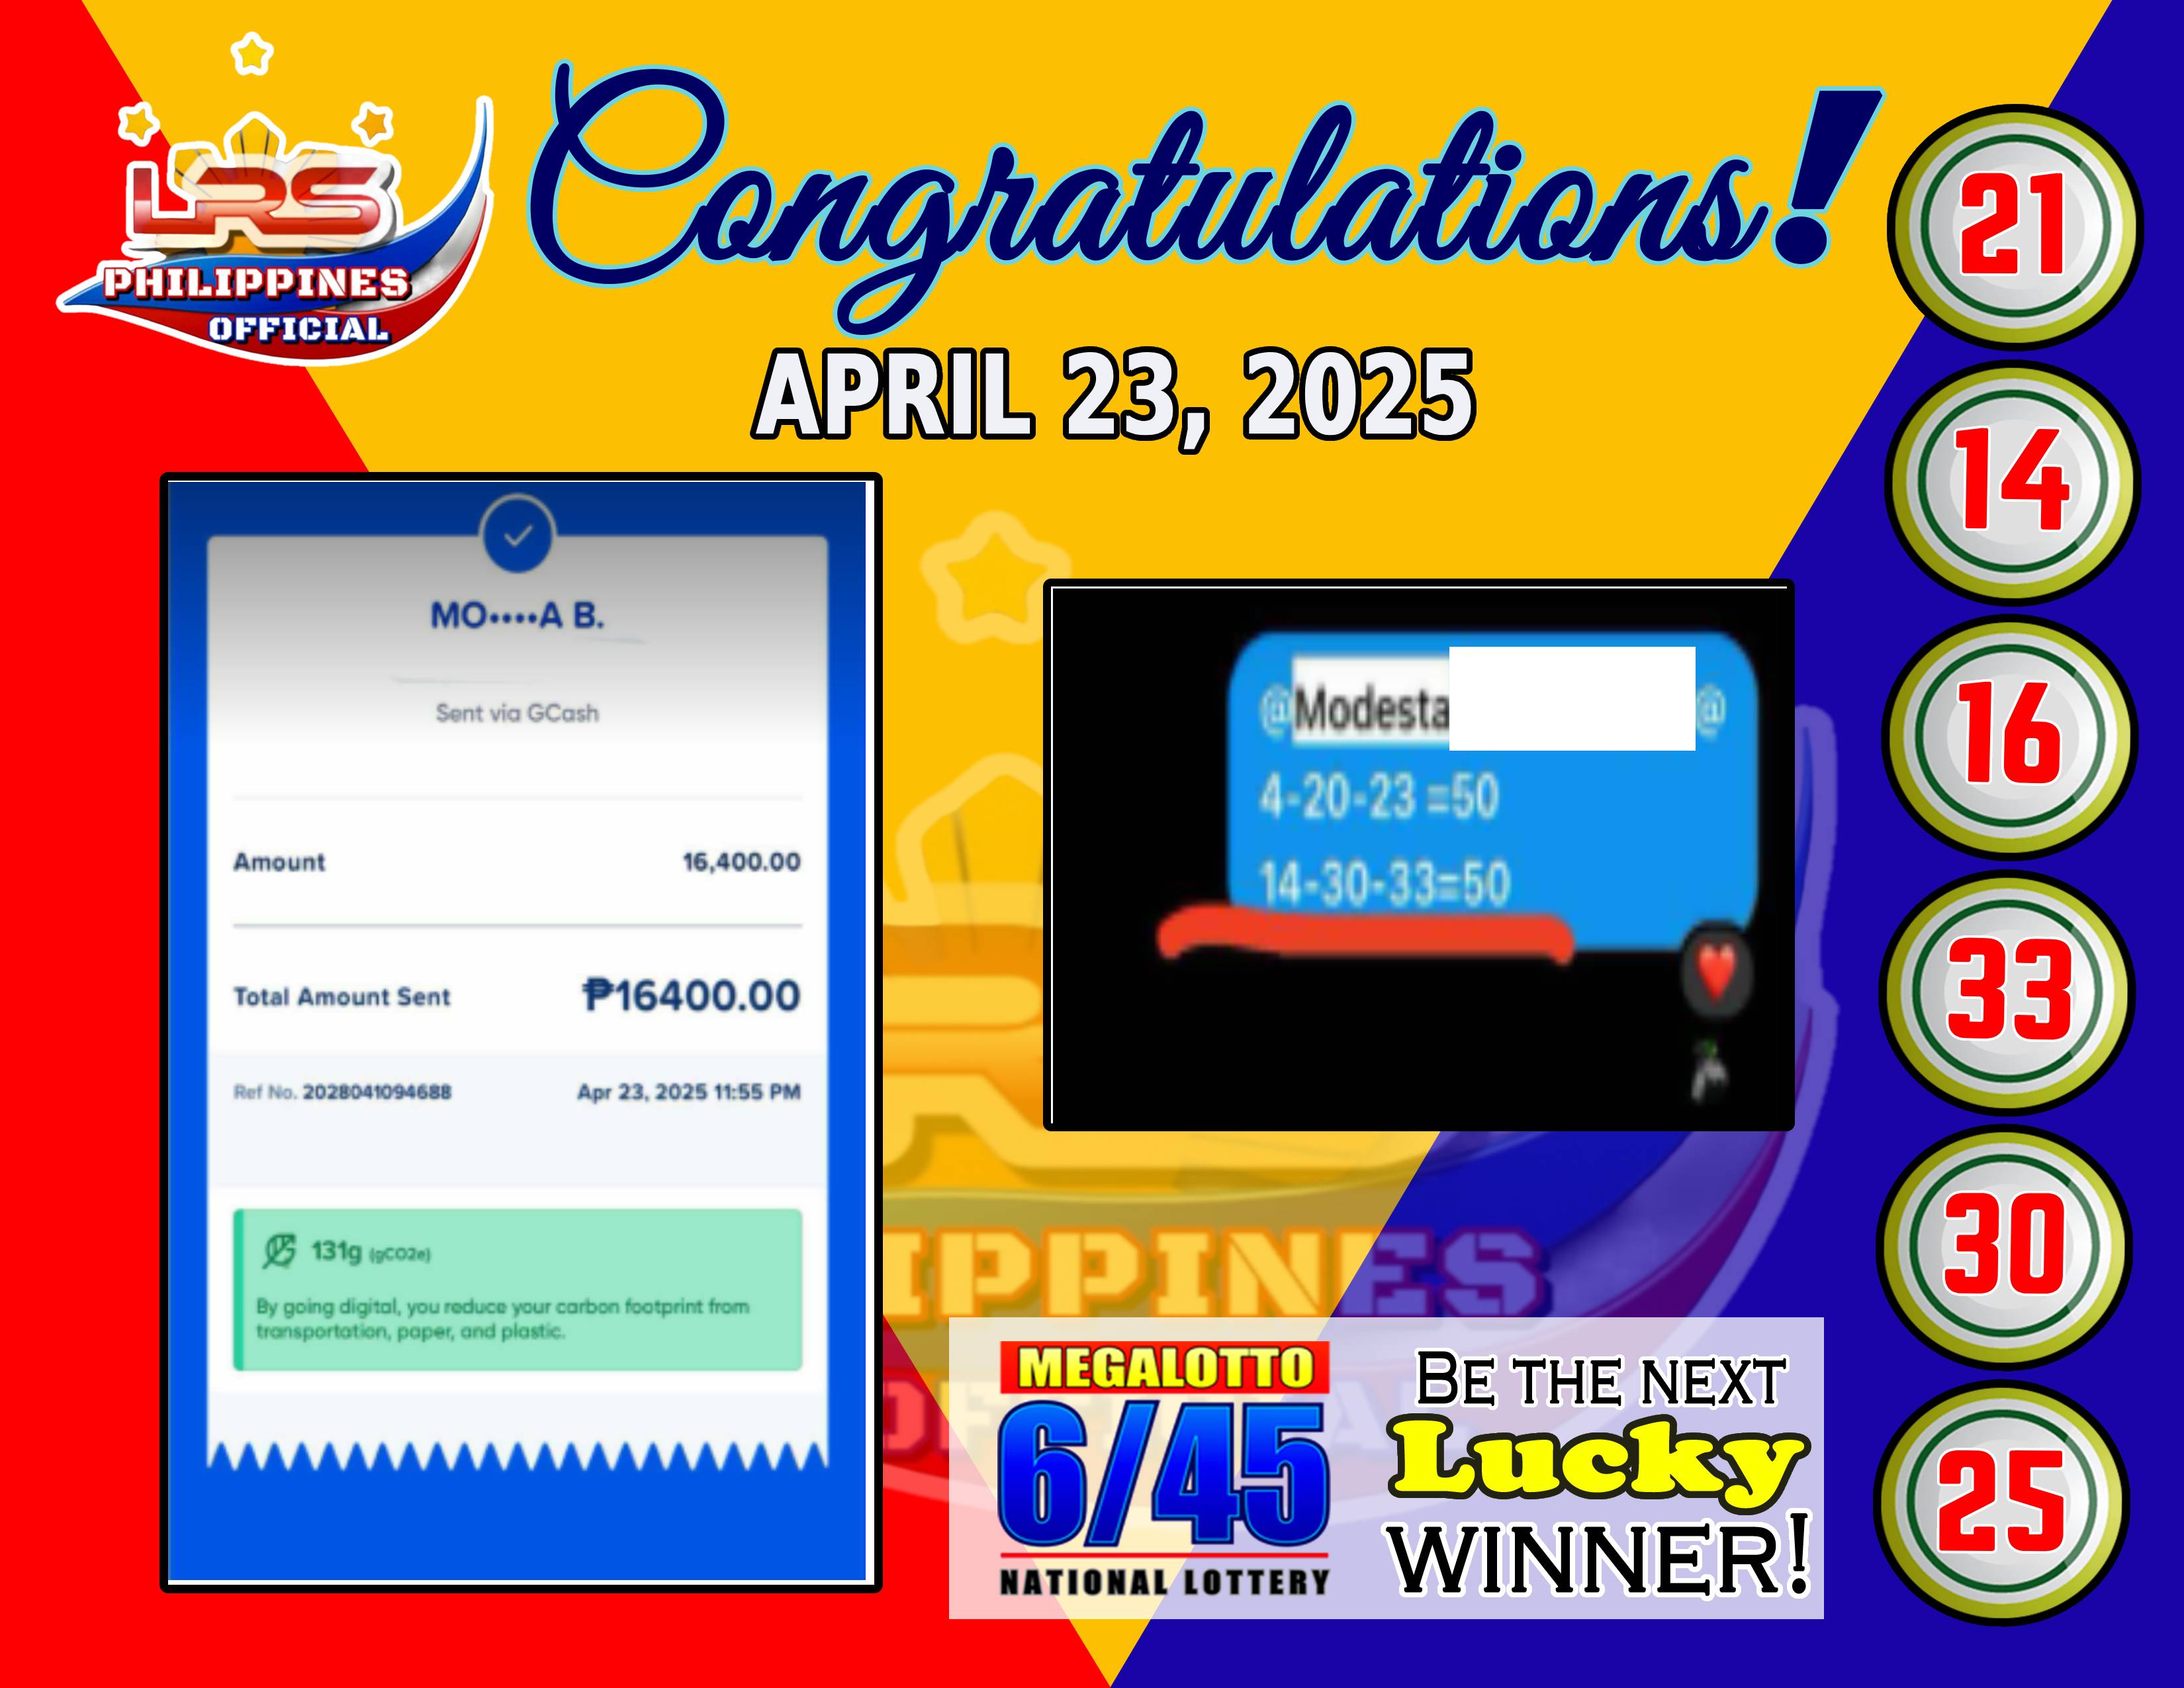 LRS
PHILIPPINES
OFFICIAL
Congratulations!
APRIL 23, 2025
MO••••A B.
Sent via GCash
Amount 16,400.00
Total Amount Sent ₱16400.00
Ref No. 2028041094688 Apr 23, 2025 11:55 PM
131g (gCO2e)
By going digital, you reduce your carbon footprint from
transportation, paper, and plastic.
@Modesta @
4-20-23 =50
14-30-33=50
IPPINES
MEGALOTTO
6/45
NATIONAL LOTTERY
BE THE NEXT
Lucky
WINNER!
21
14
16
33
30
25